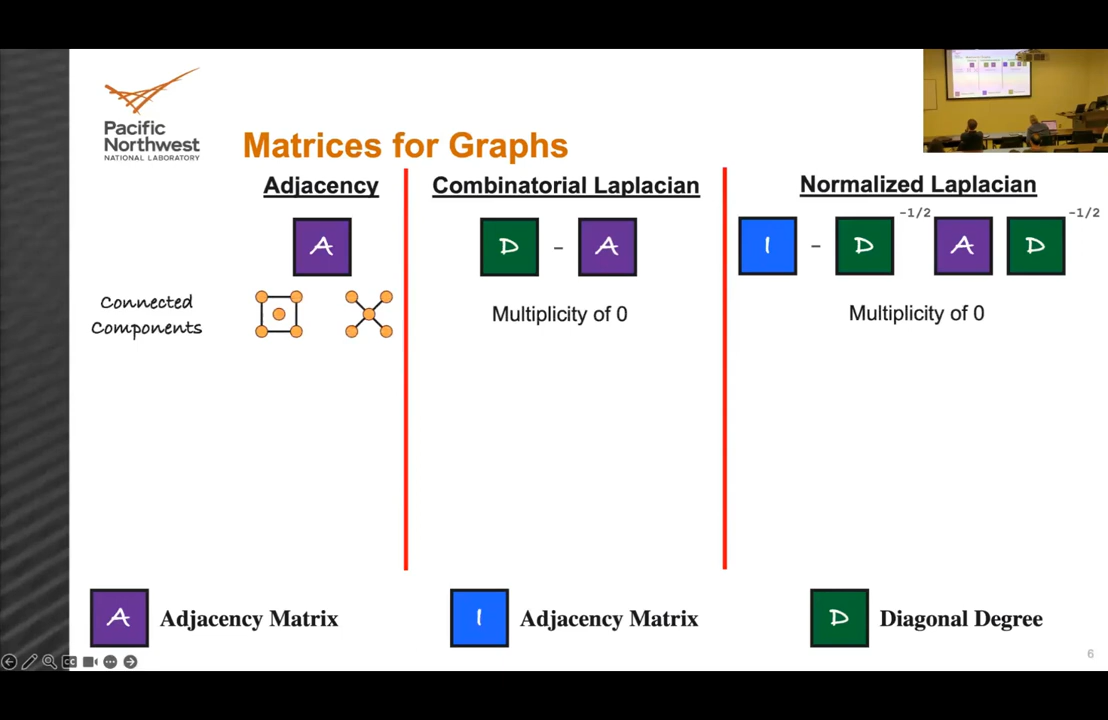 Pacific
Northwest
NATIONAL LABORATORY
Matrices for Graphs
Adjacency
Combinatorial Laplacian
Normalized Laplacian
A
D - A
I - D -1/2 A D -1/2
Connected
Components
Multiplicity of 0
Multiplicity of 0
A Adjacency Matrix
I Adjacency Matrix
D Diagonal Degree
CC
6